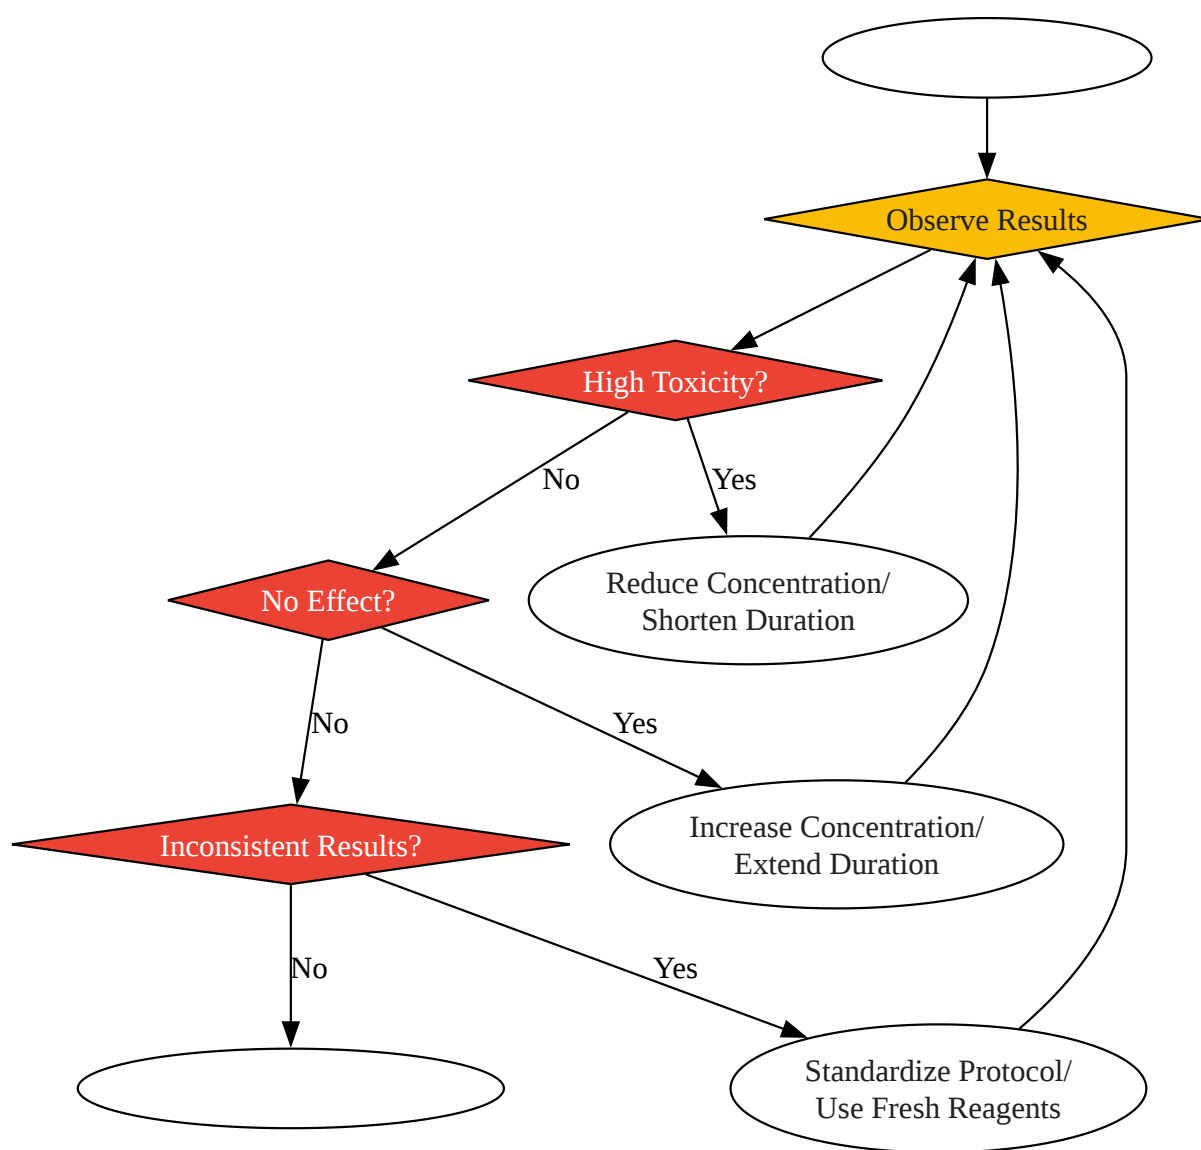 Observe Results
High Toxicity?
No
Yes
Reduce Concentration/
Shorten Duration
No Effect?
No
Yes
Increase Concentration/
Extend Duration
Inconsistent Results?
No
Yes
Standardize Protocol/
Use Fresh Reagents